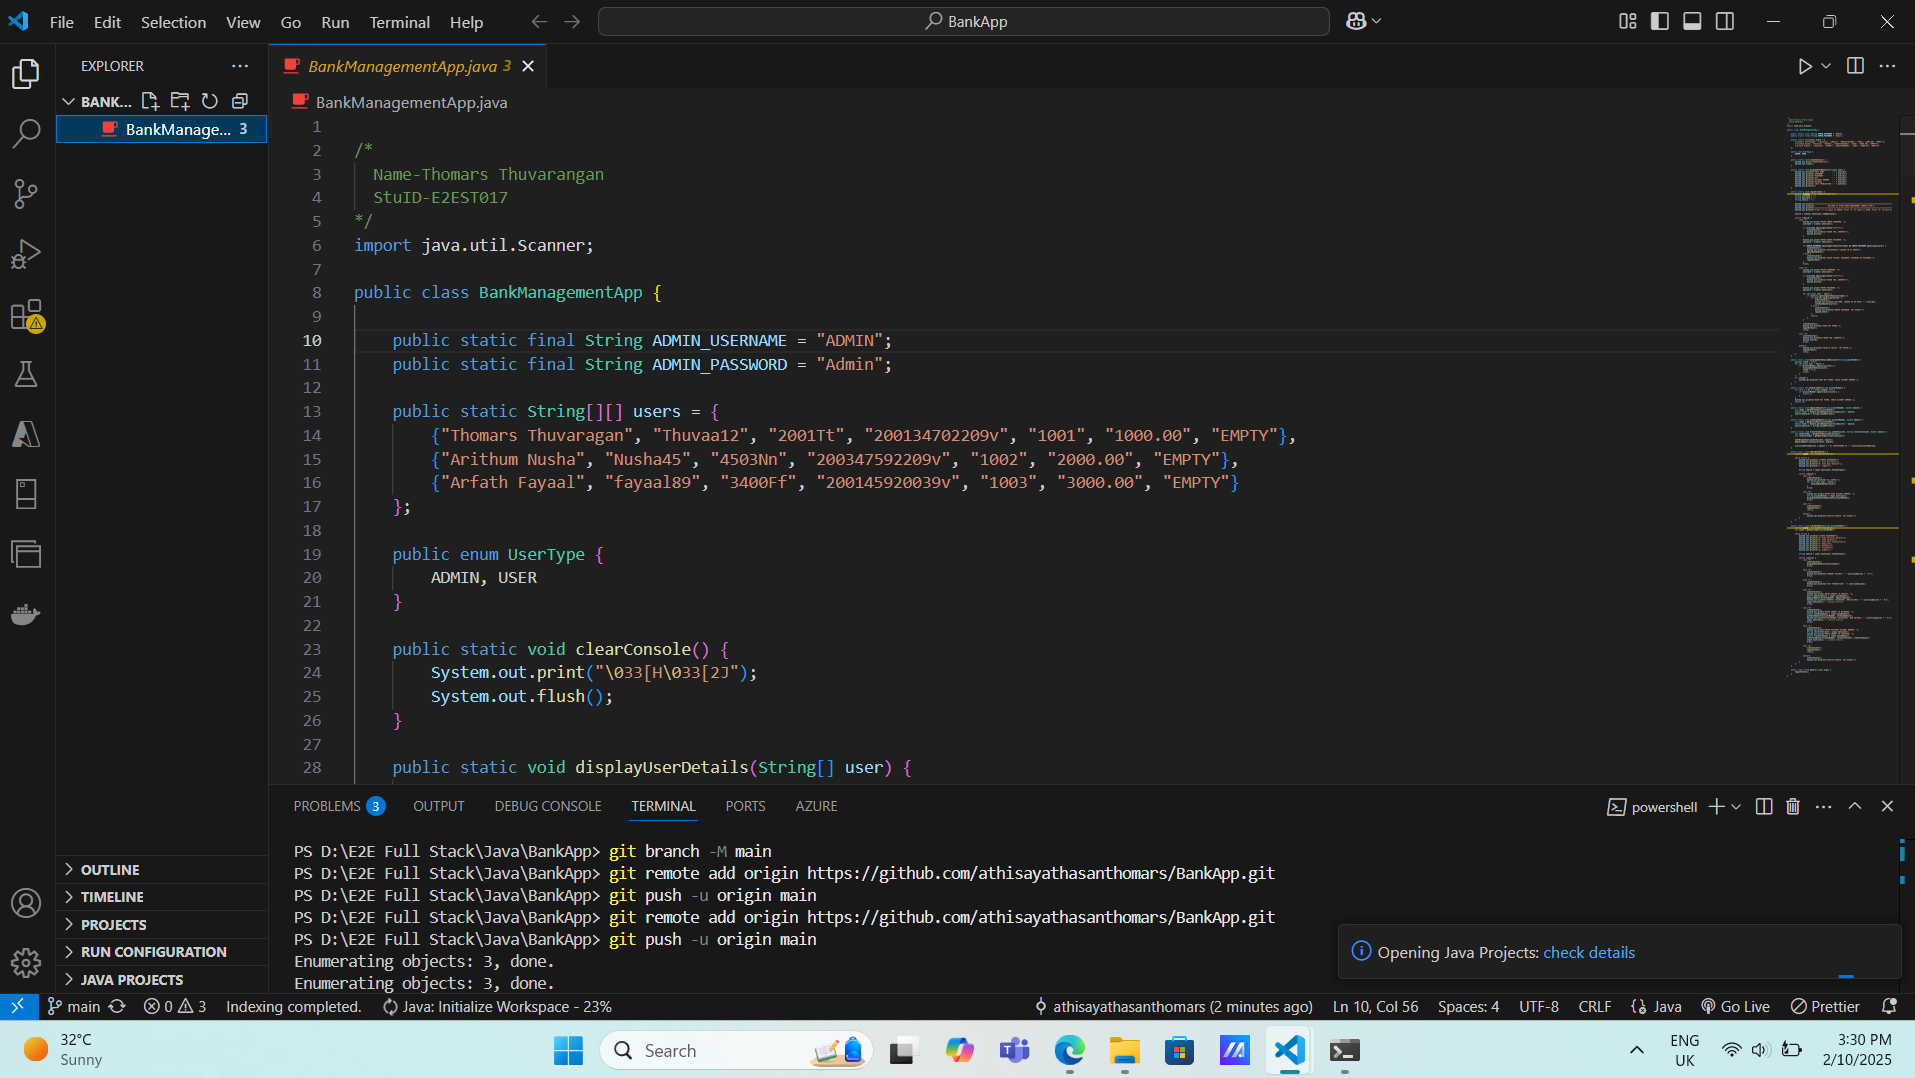 File Edit Selection View Go Run Terminal Help
BankApp
EXPLORER
BankManagementApp.java 3
BANK...
BankManagementApp.java
BankManage... 3
1
2 /*
3 Name-Thomars Thuvarangan
4 StuID-E2EST017
5 */
6 import java.util.Scanner;
7
8 public class BankManagementApp {
9
10 public static final String ADMIN_USERNAME = "ADMIN";
11 public static final String ADMIN_PASSWORD = "Admin";
12
13 public static String[][] users = {
14 {"Thomars Thuvaragan", "Thuvaa12", "2001Tt", "200134702209v", "1001", "1000.00", "EMPTY"},
15 {"Arithum Nusha", "Nusha45", "4503Nn", "200347592209v", "1002", "2000.00", "EMPTY"},
16 {"Arfath Fayaal", "fayaal89", "3400Ff", "200145920039v", "1003", "3000.00", "EMPTY"}
17 };
18
19 public enum UserType {
20 ADMIN, USER
21 }
22
23 public static void clearConsole() {
24 System.out.print("\033[H\033[2J");
25 System.out.flush();
26 }
27
28 public static void displayUserDetails(String[] user) {
PROBLEMS 3 OUTPUT DEBUG CONSOLE TERMINAL PORTS AZURE
powershell
PS D:\E2E Full Stack\Java\BankApp> git branch -M main
PS D:\E2E Full Stack\Java\BankApp> git remote add origin https://github.com/athisayathasanthomars/BankApp.git
PS D:\E2E Full Stack\Java\BankApp> git push -u origin main
PS D:\E2E Full Stack\Java\BankApp> git remote add origin https://github.com/athisayathasanthomars/BankApp.git
PS D:\E2E Full Stack\Java\BankApp> git push -u origin main
Enumerating objects: 3, done.
Enumerating objects: 3, done.
OUTLINE
TIMELINE
PROJECTS
RUN CONFIGURATION
JAVA PROJECTS
Opening Java Projects: check details
main 0 3 Indexing completed. Java: Initialize Workspace - 23% athisayathasanthomars (2 minutes ago) Ln 10, Col 56 Spaces: 4 UTF-8 CRLF {} Java Go Live Prettier
32°C
Sunny
Search
ENG
UK
3:30 PM
2/10/2025